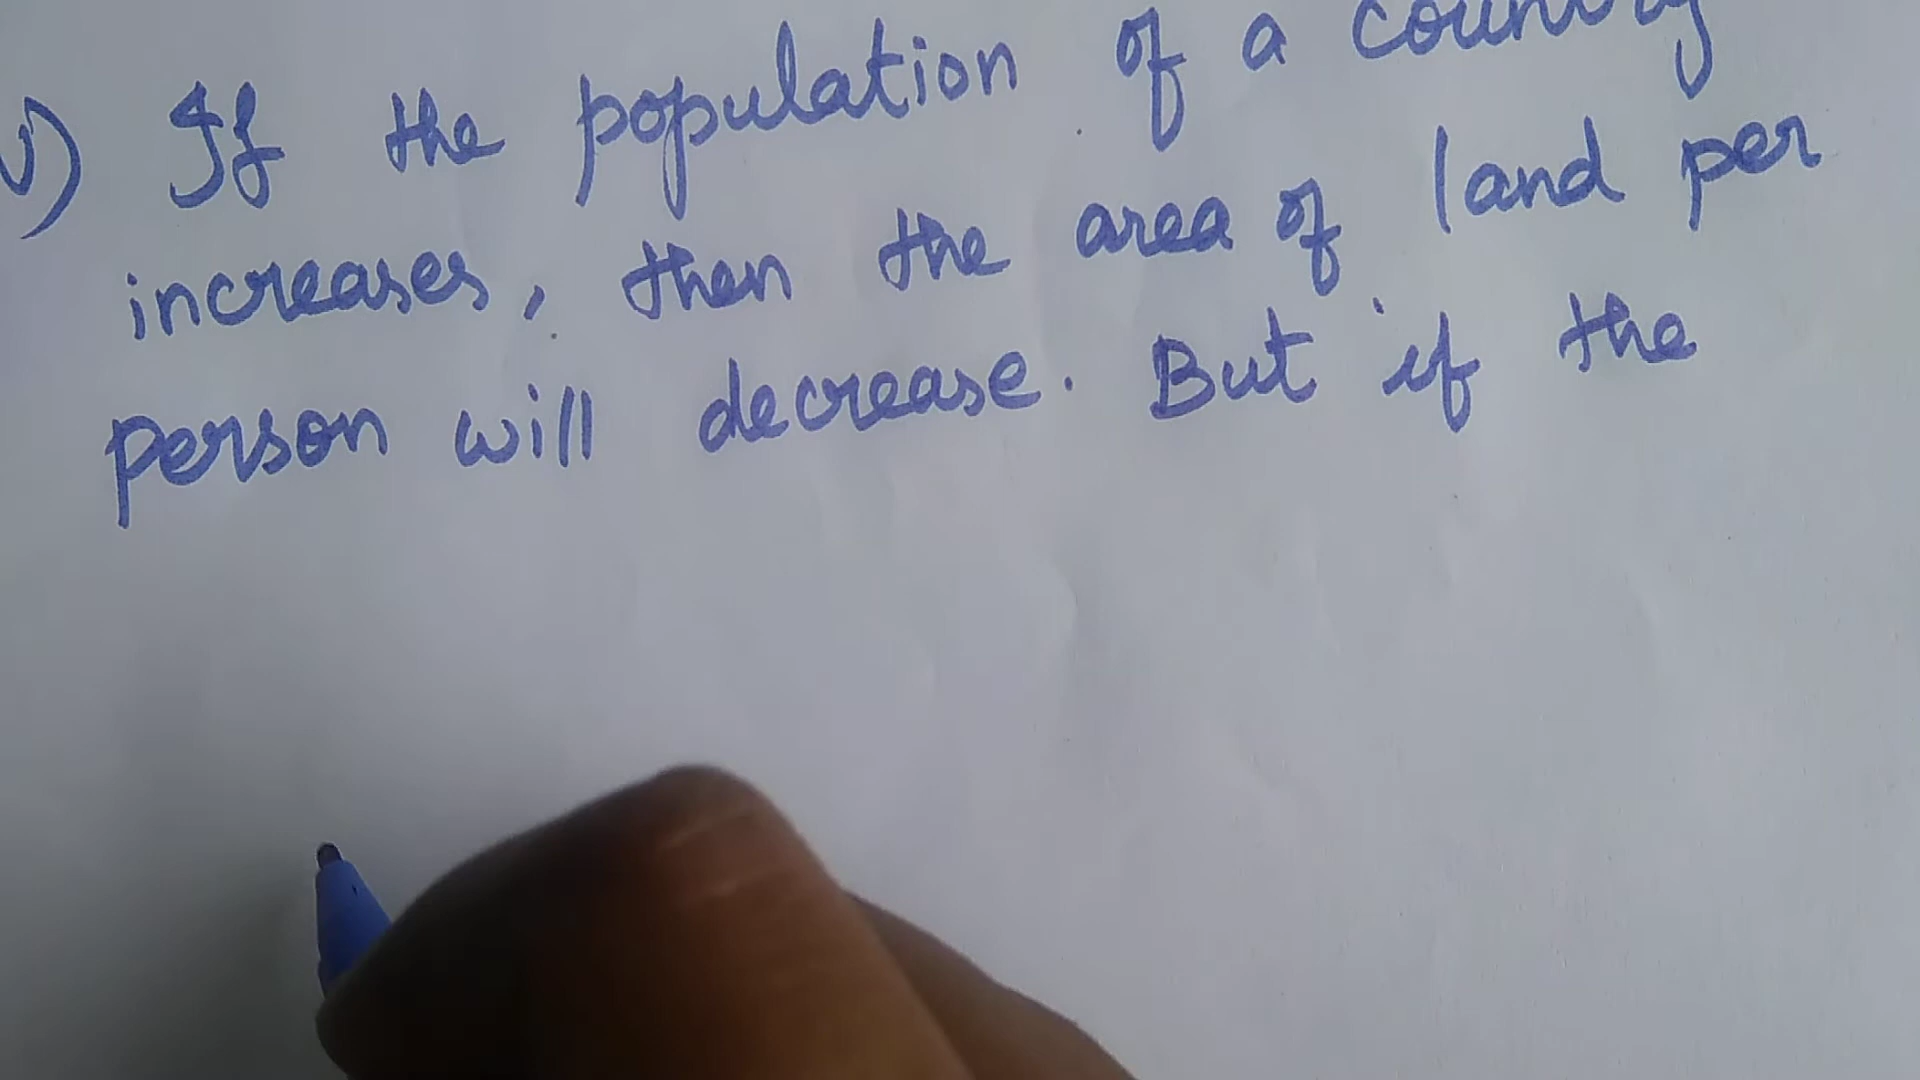 v) If the population of a country
increases, then the area of land per
person will decrease. But if the